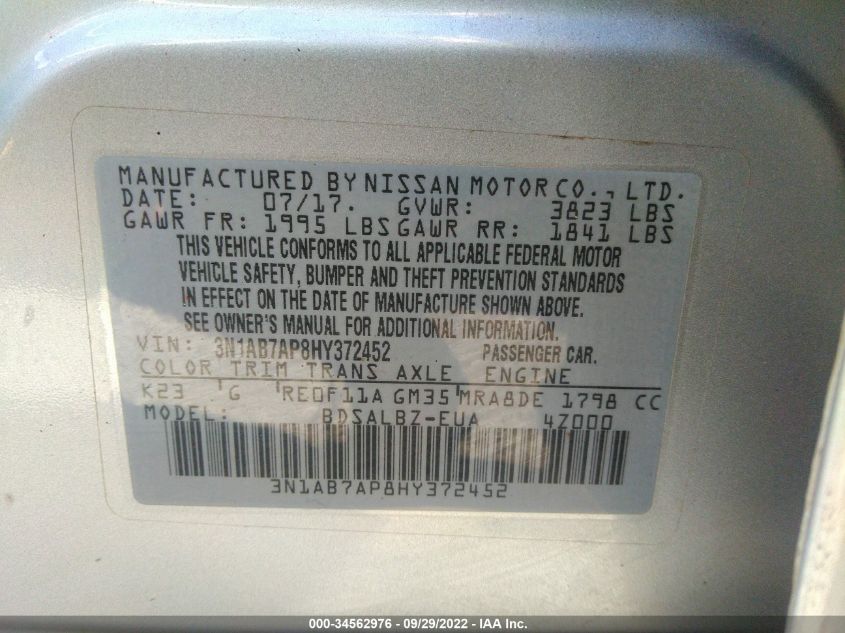 MANUFACTURED BY NISSAN MOTOR CO., LTD.
DATE: 07/17. GVWR: 3823 LBS
GAWR FR: 1995 LBS GAWR RR: 1841 LBS
THIS VEHICLE CONFORMS TO ALL APPLICABLE FEDERAL MOTOR
VEHICLE SAFETY, BUMPER AND THEFT PREVENTION STANDARDS
IN EFFECT ON THE DATE OF MANUFACTURE SHOWN ABOVE.
SEE OWNER'S MANUAL FOR ADDITIONAL INFORMATION.
VIN: 3N1AB7AP8HY372452 PASSENGER CAR.
COLOR TRIM TRANS AXLE ENGINE
K23 G RE0F11A GM35 MRA8DE 1798 CC
MODEL: BDSALBZ-EUA 4Z000
3N1AB7AP8HY372452
000-34562976 - 09/29/2022 - IAA Inc.